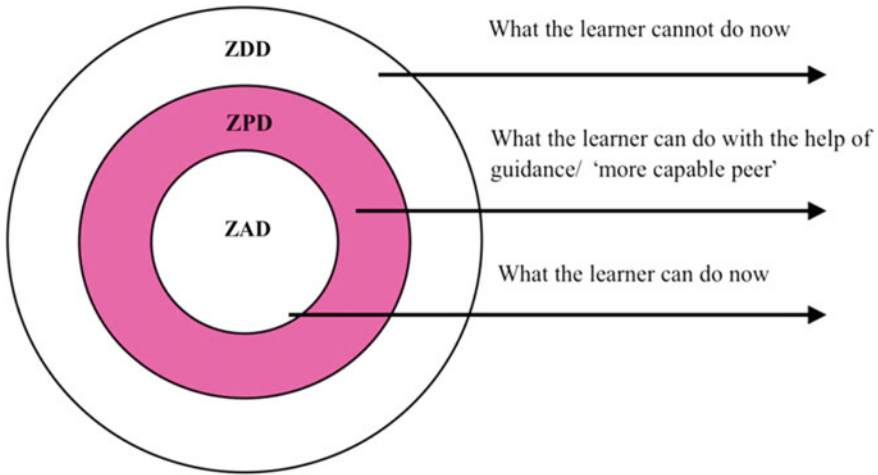 ZDD
What the learner cannot do now
ZPD
What the learner can do with the help of
guidance/ ‘more capable peer’
ZAD
What the learner can do now